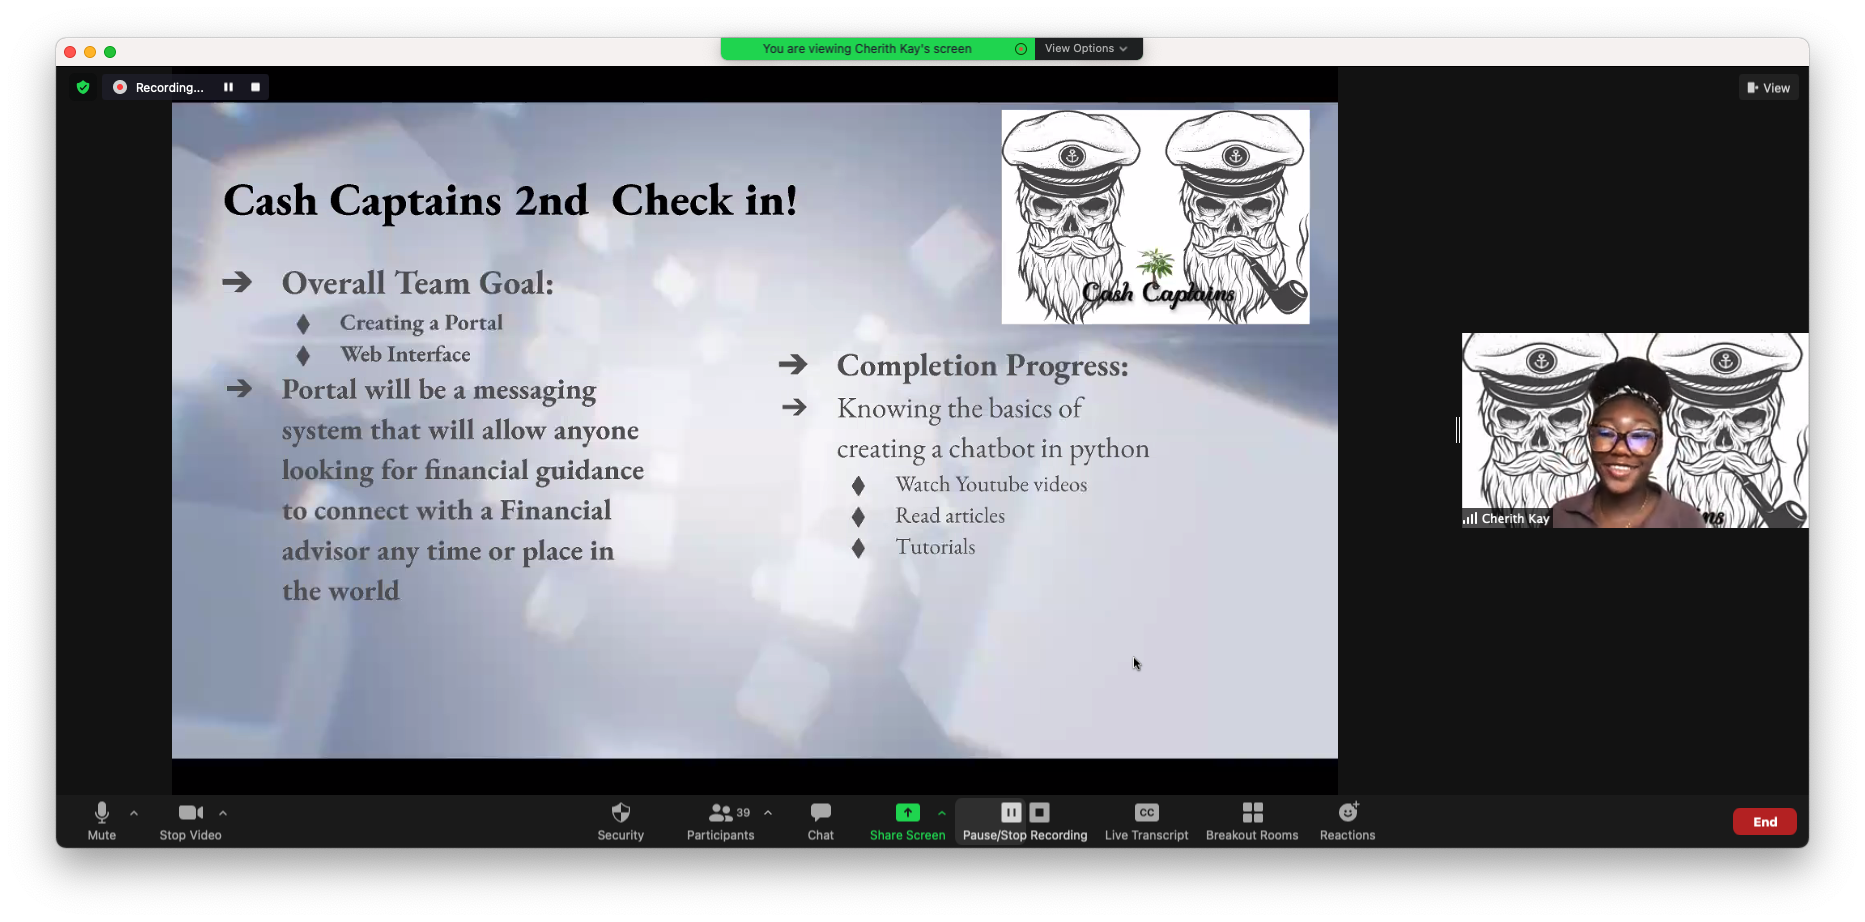 You are viewing Cherith Kay's screen
View Options
Recording...
View
Cash Captains 2nd Check in!
Cash Captains
➔ Overall Team Goal:
♦ Creating a Portal
♦ Web Interface
➔ Portal will be a messaging
system that will allow anyone
looking for financial guidance
to connect with a Financial
advisor any time or place in
the world
➔ Completion Progress:
➔ Knowing the basics of
creating a chatbot in python
♦ Watch Youtube videos
♦ Read articles
♦ Tutorials
Cherith Kay
Mute
Stop Video
Security
39
Participants
Chat
Share Screen
Pause/Stop Recording
CC
Live Transcript
Breakout Rooms
Reactions
End